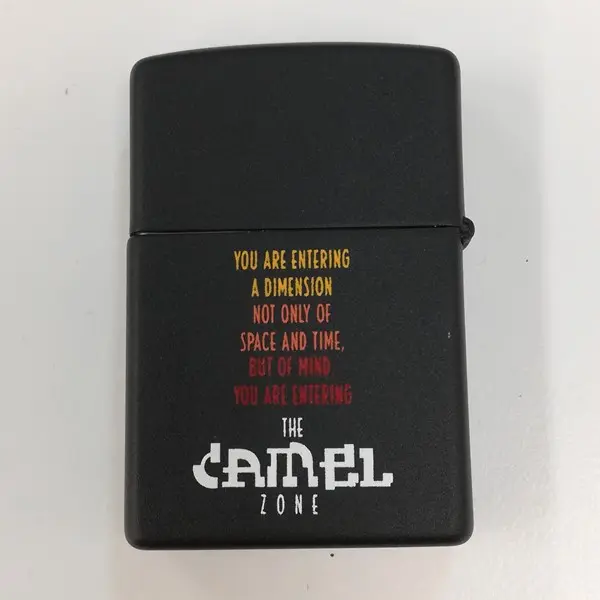 YOU ARE ENTERING
A DIMENSION
NOT ONLY OF
SPACE AND TIME,
BUT OF MIND
YOU ARE ENTERING
THE
CAMEL
ZONE